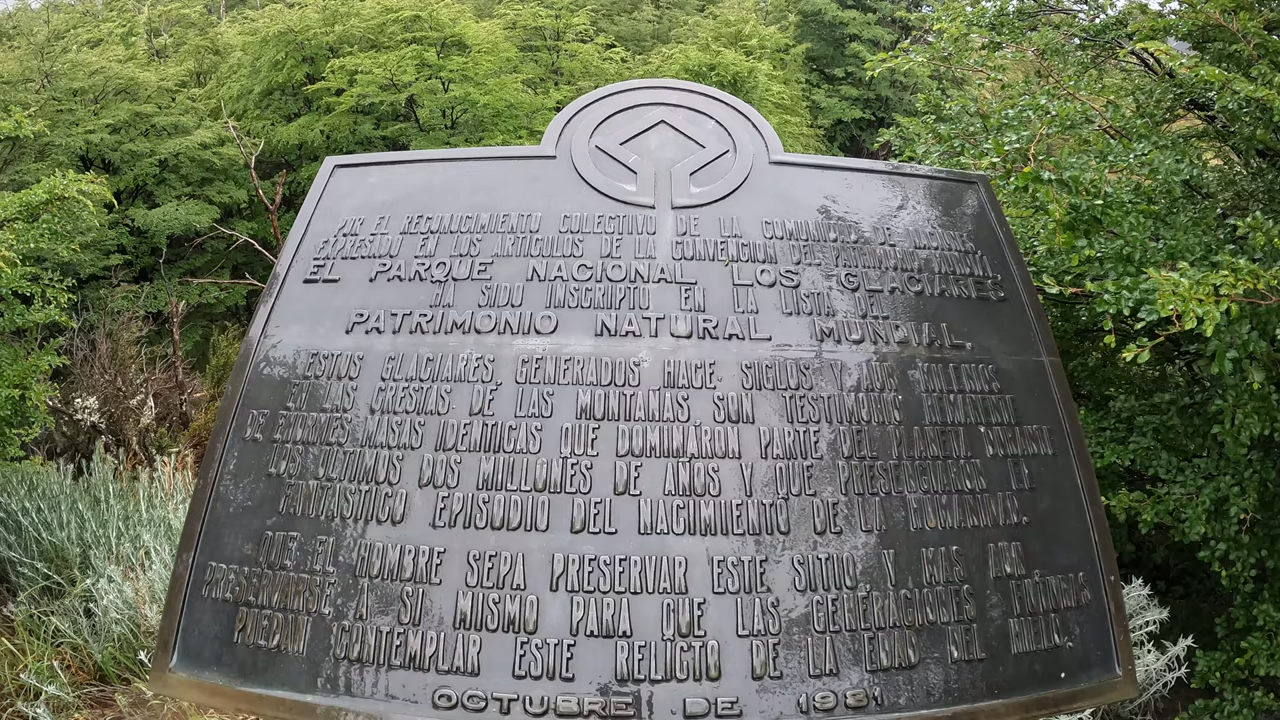 POR EL RECONOCIMIENTO COLECTIVO DE LA COMUNIDAD DE NACIONES
EXPRESADO EN LOS ARTICULOS DE LA CONVENCION DEL PATRIMONIO MUNDIAL
EL PARQUE NACIONAL LOS GLACIARES
HA SIDO INSCRIPTO EN LA LISTA DEL
PATRIMONIO NATURAL MUNDIAL.
ESTOS GLACIARES, GENERADOS HACE SIGLOS Y AUN MILENIOS
EN LAS CRESTAS DE LAS MONTAÑAS SON TESTIMONIO REMANENTE
DE ENORMES MASAS IDENTICAS QUE DOMINARON PARTE DEL PLANETA DURANTE
LOS ULTIMOS DOS MILLONES DE AÑOS Y QUE PRESENCIARON EL
FANTASTICO EPISODIO DEL NACIMIENTO DE LA HUMANIDAD.
QUE EL HOMBRE SEPA PRESERVAR ESTE SITIO Y MAS AUN
PRESERVARSE A SI MISMO PARA QUE LAS GENERACIONES FUTURAS
PUEDAN CONTEMPLAR ESTE RELICTO DE LA EDAD DEL HIELO.
OCTUBRE DE 1981